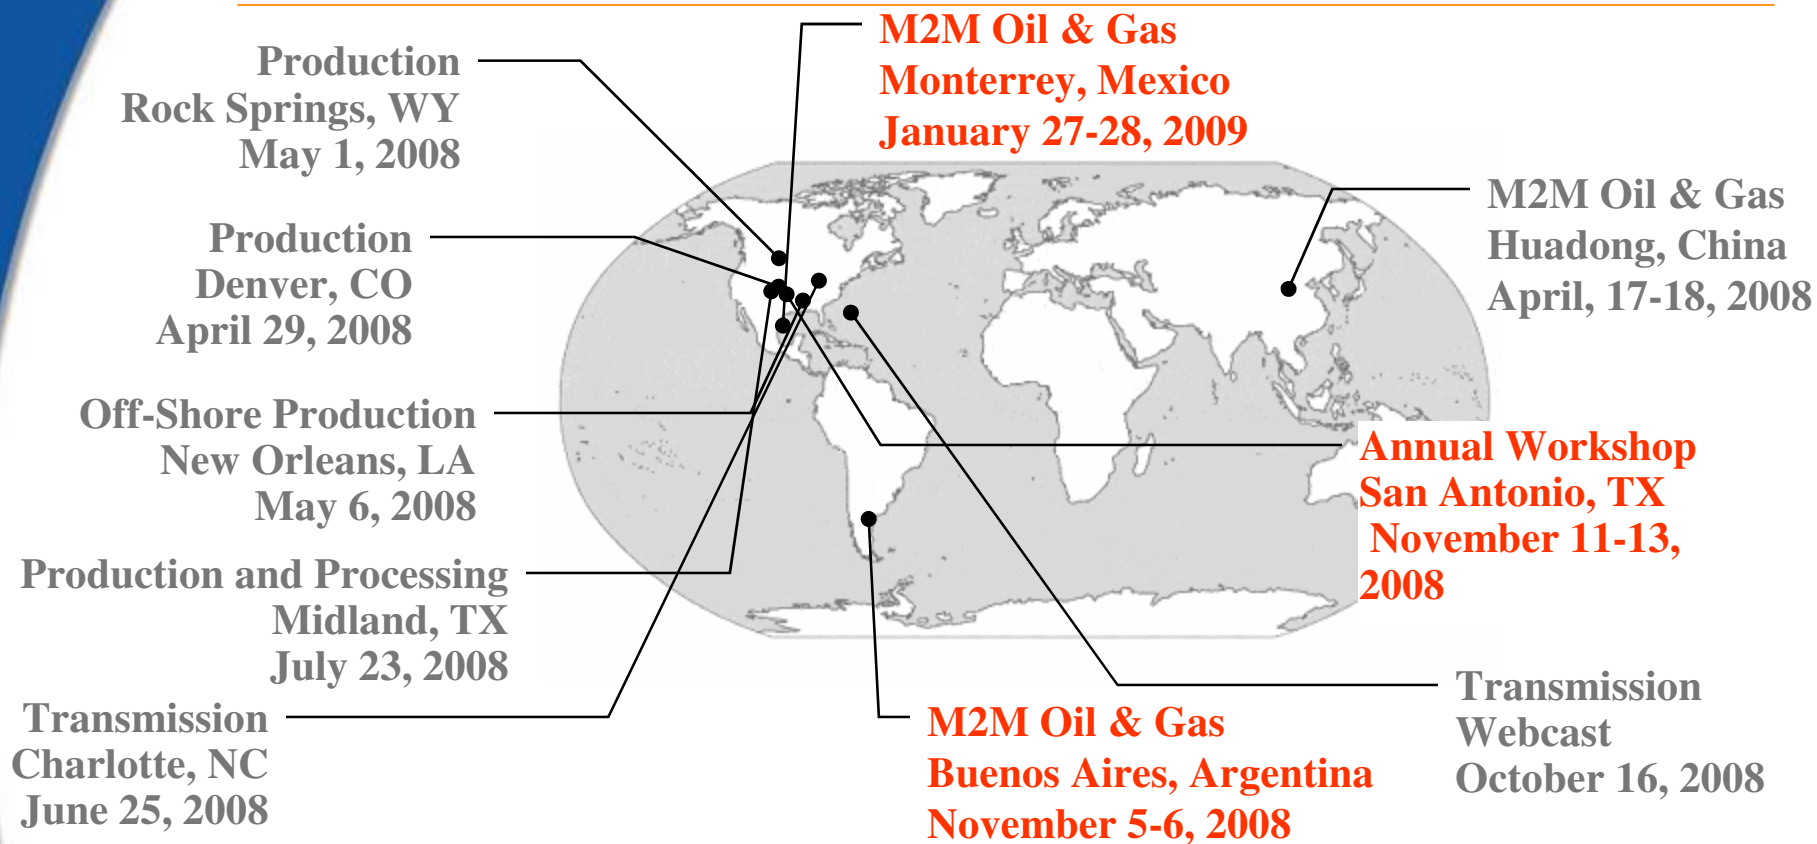 M2M Oil & Gas
Monterrey, Mexico
January 27-28, 2009
Production
Rock Springs, WY
May 1, 2008
M2M Oil & Gas
Huadong, China
April, 17-18, 2008
Production
Denver, CO
April 29, 2008
Off-Shore Production
New Orleans, LA
May 6, 2008
Annual Workshop
San Antonio, TX
November 11-13,
2008
Production and Processing
Midland, TX
July 23, 2008
Transmission
Charlotte, NC
June 25, 2008
M2M Oil & Gas
Buenos Aires, Argentina
November 5-6, 2008
Transmission
Webcast
October 16, 2008